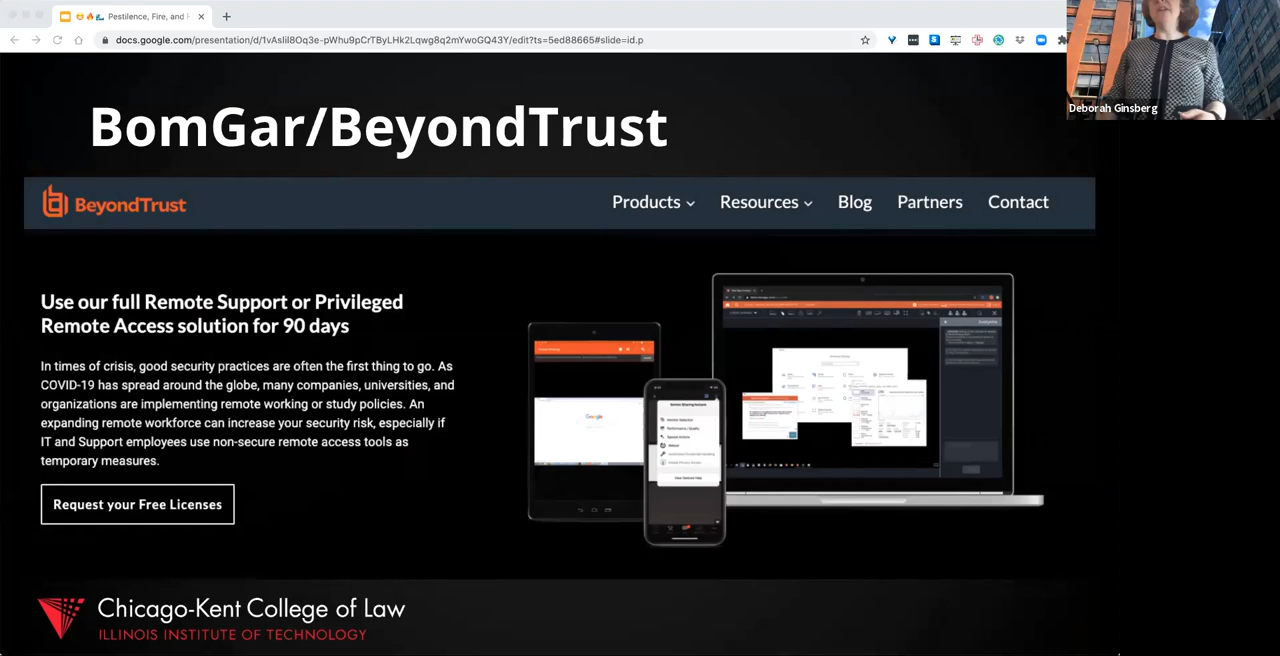 Pestilence, Fire, and
docs.google.com/presentation/d/1vAslil8Oq3e-pWhu9pCrTByLHk2Lqwg8q2mYwoGQ43Y/edit?ts=5ed88665#slide=id.p
Deborah Ginsberg
BomGar/BeyondTrust
BeyondTrust
Products
Resources
Blog
Partners
Contact
Use our full Remote Support or Privileged
Remote Access solution for 90 days
In times of crisis, good security practices are often the first thing to go. As
COVID-19 has spread around the globe, many companies, universities, and
organizations are implementing remote working or study policies. An
expanding remote workforce can increase your security risk, especially if
IT and Support employees use non-secure remote access tools as
temporary measures.
Request your Free Licenses
Google
Chicago-Kent College of Law
ILLINOIS INSTITUTE OF TECHNOLOGY